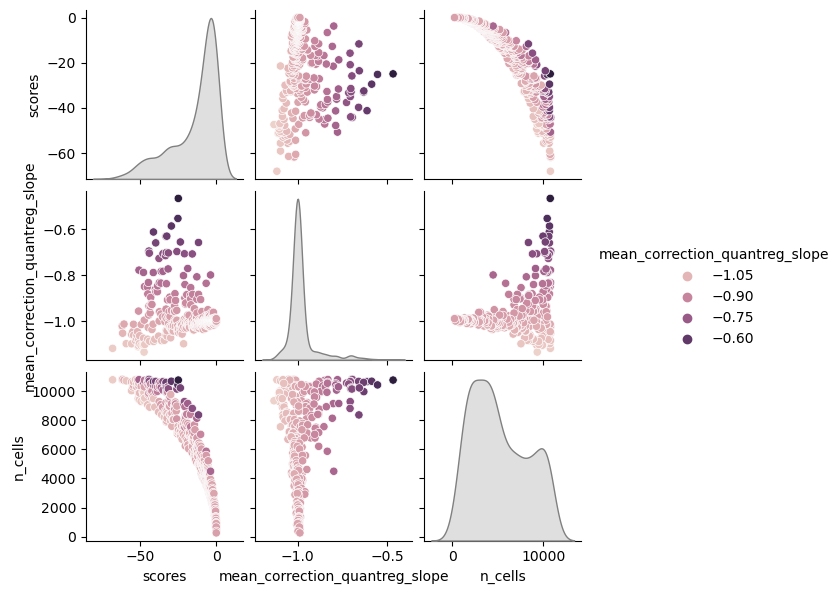 0
−20
−40
−60
scores
−0.6
−0.8
−1.0
mean_correction_quantreg_slope
10000
8000
6000
4000
2000
0
n_cells
−50 0
scores
−1.0 −0.5
mean_correction_quantreg_slope
0 10000
n_cells
mean_correction_quantreg_slope
−1.05
−0.90
−0.75
−0.60